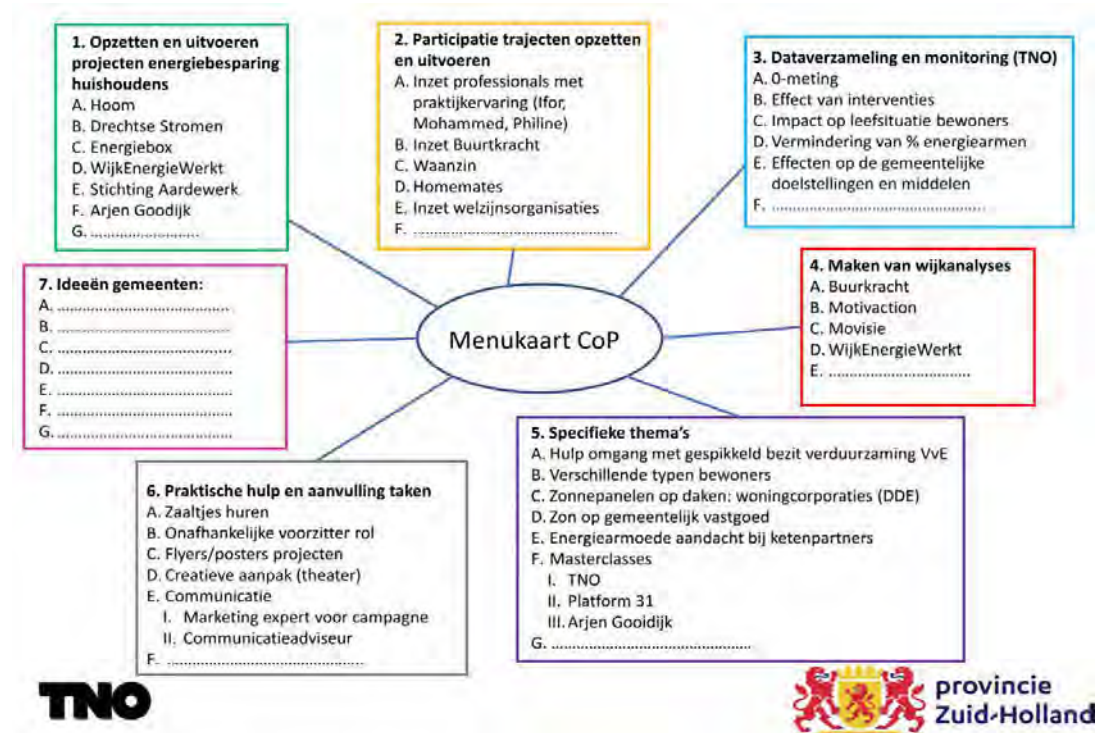 1. Opzetten en uitvoeren
projecten energiebesparing
huishoudens
A. Hoom
B. Drechtse Stromen
C. Energiebox
D. WijkEnergieWerkt
E. Stichting Aardewerk
F. Arjen Goodijk
G. ..........................
2. Participatie trajecten opzetten
en uitvoeren
A. Inzet professionals met
praktijkervaring (Ifor,
Mohammed, Philine)
B. Inzet Buurtkracht
C. Waanzin
D. Homemates
E. Inzet welzijnsorganisaties
F. ..................................................
3. Dataverzameling en monitoring (TNO)
A. 0-meting
B. Effect van interventies
C. Impact op leefsituatie bewoners
D. Vermindering van % energiearmen
E. Effecten op de gemeentelijke
doelstellingen en middelen
F. ....................................................
7. Ideeën gemeenten:
A. ..........................................
B. ..........................................
C. ..........................................
D. ..........................................
E. ..........................................
F. ..........................................
G. ..........................................
Menukaart CoP
4. Maken van wijkanalyses
A. Buurkracht
B. Motivaction
C. Movisie
D. WijkEnergieWerkt
E. ..................................
5. Specifieke thema's
A. Hulp omgang met gespikkeld bezit verduurzaming VvE
B. Verschillende typen bewoners
C. Zonnepanelen op daken: woningcorporaties (DDE)
D. Zon op gemeentelijk vastgoed
E. Energiearmoede aandacht bij ketenpartners
F. Masterclasses
I. TNO
II. Platform 31
III. Arjen Gooidijk
G. ................................................
6. Praktische hulp en aanvulling taken
A. Zaaltjes huren
B. Onafhankelijke voorzitter rol
C. Flyers/posters projecten
D. Creatieve aanpak (theater)
E. Communicatie
I. Marketing expert voor campagne
II. Communicatieadviseur
F. ................................................
TNO
provincie
Zuid-Holland